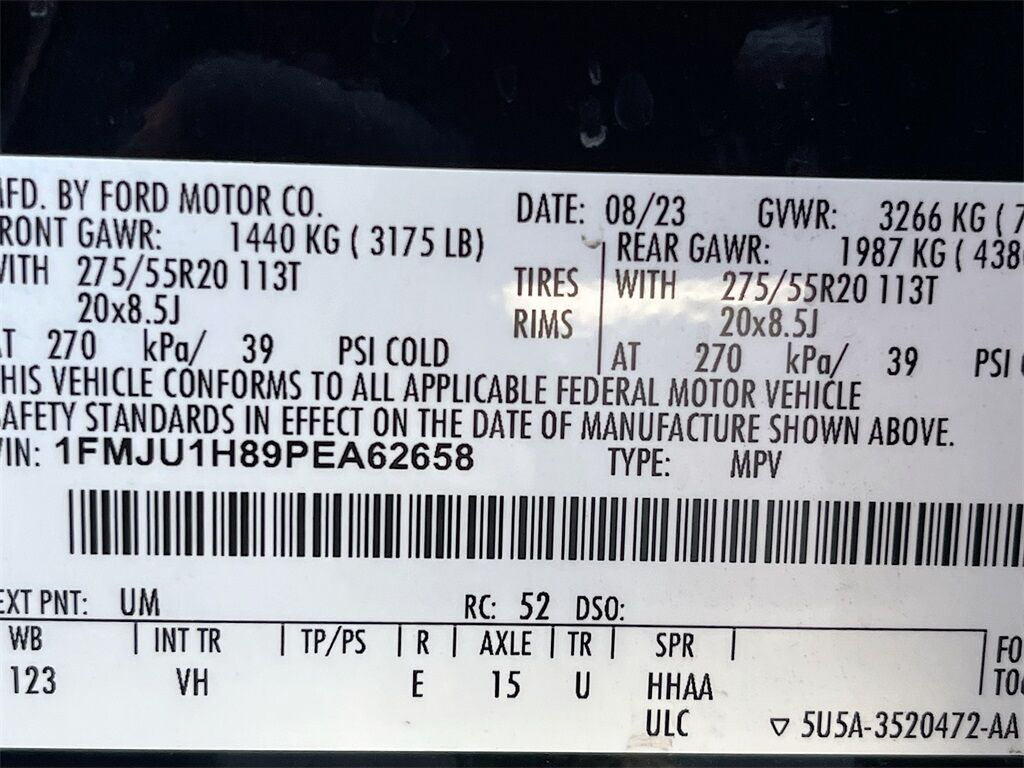 MFD. BY FORD MOTOR CO. DATE: 08/23 GVWR: 3266 KG ( 7
FRONT GAWR: 1440 KG ( 3175 LB) REAR GAWR: 1987 KG ( 438
WITH 275/55R20 113T TIRES WITH 275/55R20 113T
20x8.5J RIMS 20x8.5J
AT 270 kPa/ 39 PSI COLD AT 270 kPa/ 39 PSI
THIS VEHICLE CONFORMS TO ALL APPLICABLE FEDERAL MOTOR VEHICLE
SAFETY STANDARDS IN EFFECT ON THE DATE OF MANUFACTURE SHOWN ABOVE.
VIN: 1FMJU1H89PEA62658 TYPE: MPV
EXT PNT: UM RC: 52 DSO:
WB | INT TR | TP/PS | R | AXLE | TR | SPR | FO
123 VH E 15 U HHAA TO
ULC ▽ 5U5A-3520472-AA